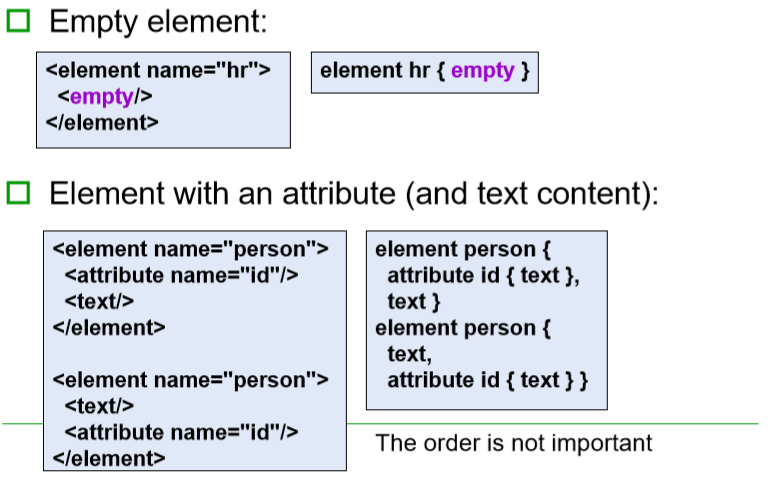 Empty element:
<element name="hr">
<empty/>
</element>
element hr { empty }
Element with an attribute (and text content):
<element name="person">
<attribute name="id"/>
<text/>
</element>
<element name="person">
<text/>
<attribute name="id"/>
</element>
element person {
attribute id { text },
text }
element person {
text,
attribute id { text } }
The order is not important